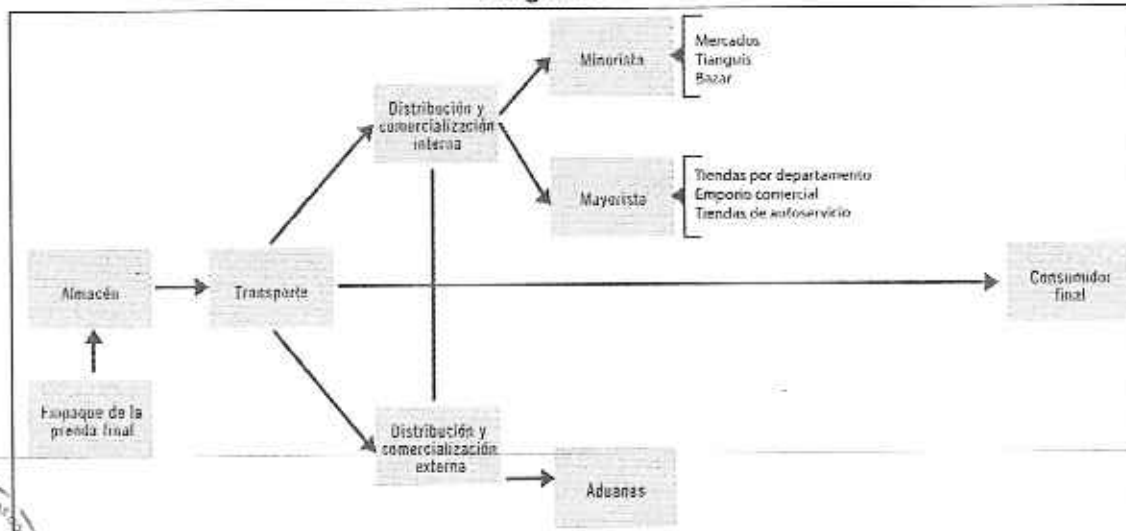 Minorista
Mercados
Tianguis
Bazar
Distribución y
comercialización
interna
Mayorista
Tiendas por departamento
Emporio comercial
Tiendas de autoservicio
Almacén
Transporte
Consumidor
final
Empaque de la
prenda final
Distribución y
comercialización
externa
Aduanas